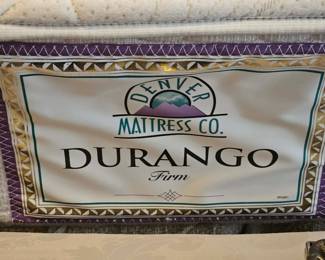 DENVER
MATTRESS CO.
DURANGO
Firm